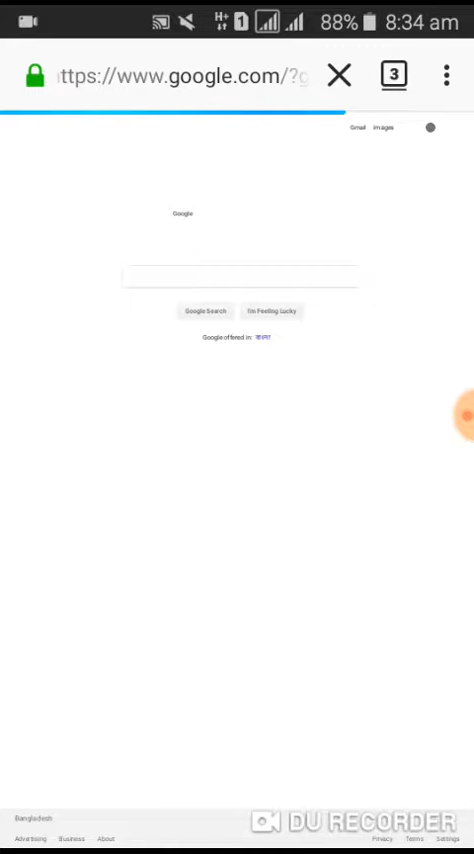 H+ 1 88% 8:34 am
ttps://www.google.com/?g 3
Gmail Images
Google
Google Search I'm Feeling Lucky
Google offered in: বাংলা
Bangladesh
DU RECORDER
Advertising Business About Privacy Terms Settings